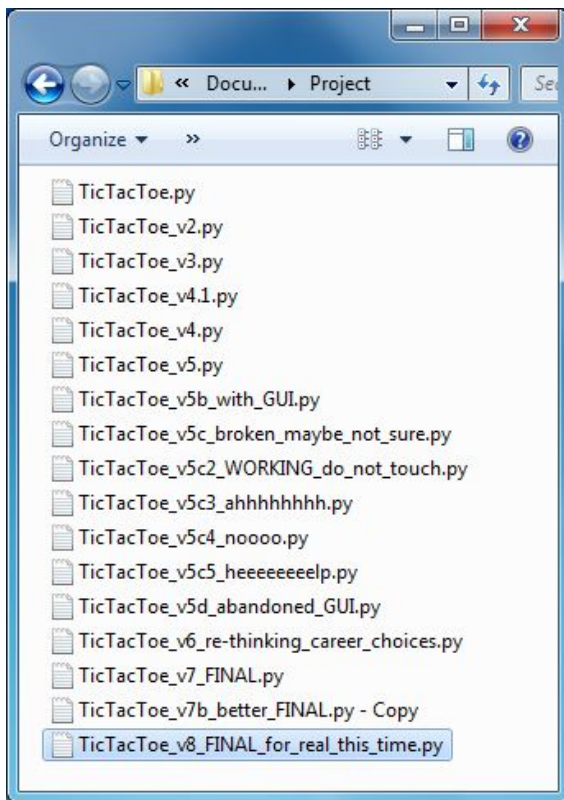 « Docu... ▸ Project
Sea
Organize »
TicTacToe.py
TicTacToe_v2.py
TicTacToe_v3.py
TicTacToe_v4.1.py
TicTacToe_v4.py
TicTacToe_v5.py
TicTacToe_v5b_with_GUI.py
TicTacToe_v5c_broken_maybe_not_sure.py
TicTacToe_v5c2_WORKING_do_not_touch.py
TicTacToe_v5c3_ahhhhhhhh.py
TicTacToe_v5c4_noooo.py
TicTacToe_v5c5_heeeeeeeelp.py
TicTacToe_v5d_abandoned_GUI.py
TicTacToe_v6_re-thinking_career_choices.py
TicTacToe_v7_FINAL.py
TicTacToe_v7b_better_FINAL.py - Copy
TicTacToe_v8_FINAL_for_real_this_time.py